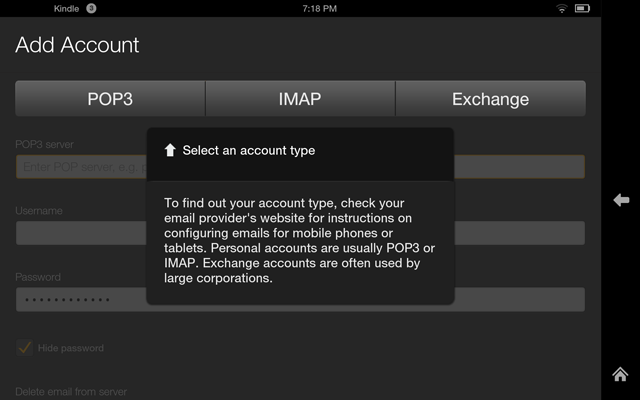 Kindle 3 7:18 PM
Add Account
POP3 IMAP Exchange
POP3 server
Enter POP server, e.g.
Select an account type
Username
To find out your account type, check your
email provider's website for instructions on
configuring emails for mobile phones or
tablets. Personal accounts are usually POP3 or
IMAP. Exchange accounts are often used by
large corporations.
Password
Hide password
Delete email from server